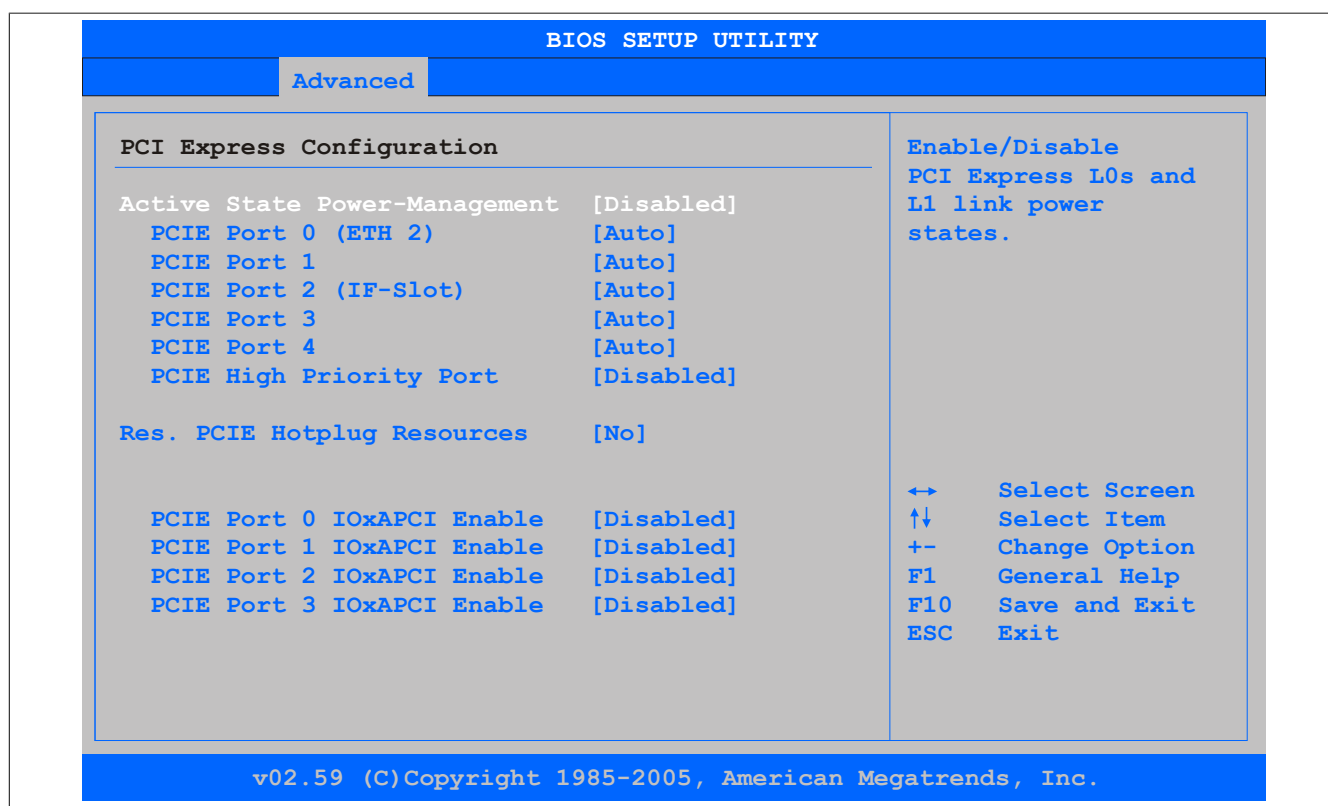 BIOS SETUP UTILITY
Advanced
PCI Express Configuration
Active State Power-Management [Disabled]
PCIE Port 0 (ETH 2) [Auto]
PCIE Port 1 [Auto]
PCIE Port 2 (IF-Slot) [Auto]
PCIE Port 3 [Auto]
PCIE Port 4 [Auto]
PCIE High Priority Port [Disabled]
Res. PCIE Hotplug Resources [No]
PCIE Port 0 IOxAPCI Enable [Disabled]
PCIE Port 1 IOxAPCI Enable [Disabled]
PCIE Port 2 IOxAPCI Enable [Disabled]
PCIE Port 3 IOxAPCI Enable [Disabled]
Enable/Disable
PCI Express L0s and
L1 link power
states.
↔ Select Screen
↑↓ Select Item
+- Change Option
F1 General Help
F10 Save and Exit
ESC Exit
v02.59 (C)Copyright 1985-2005, American Megatrends, Inc.